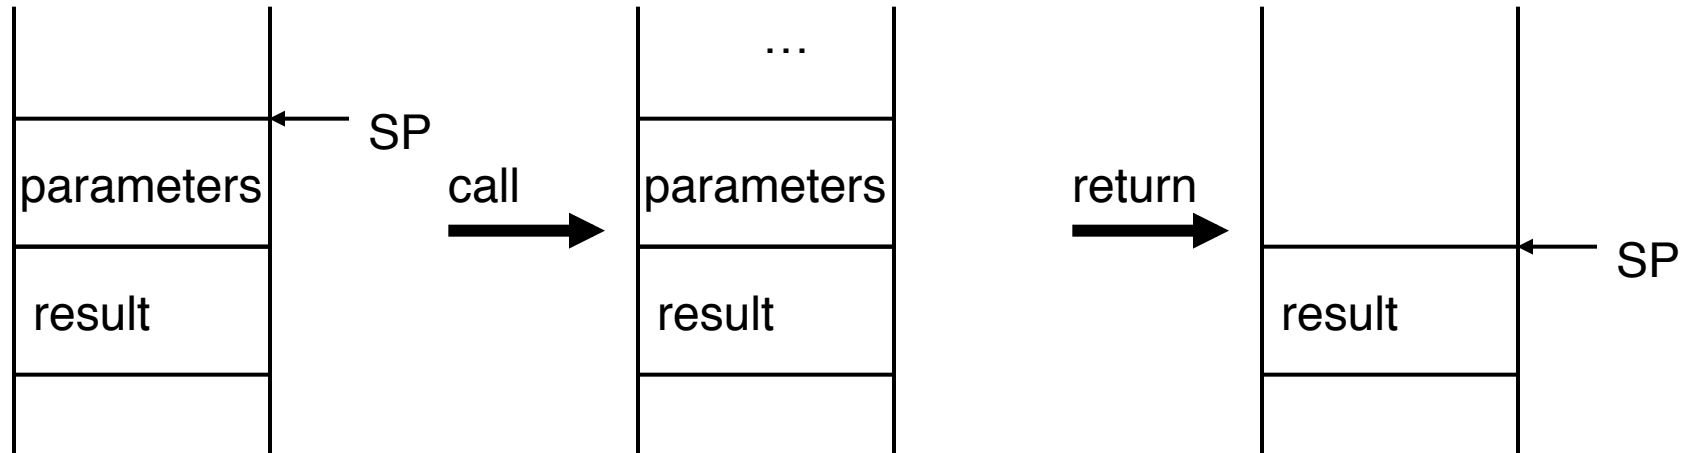 ...
SP
parameters
call
parameters
return
SP
result
result
result